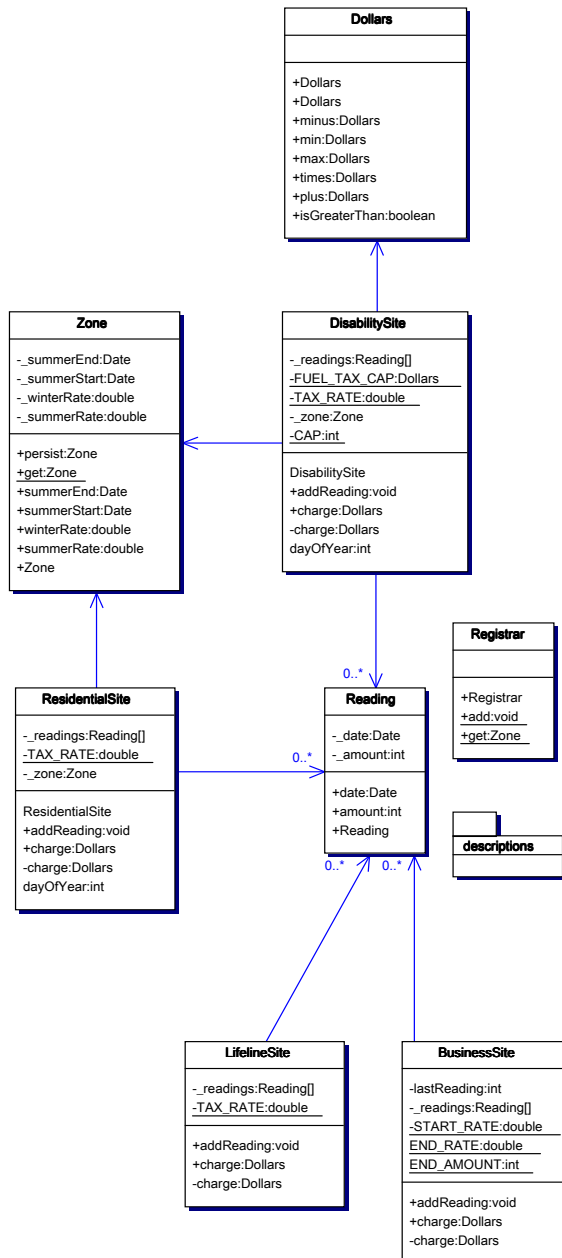 Dollars
+Dollars
+Dollars
+minus:Dollars
+min:Dollars
+max:Dollars
+times:Dollars
+plus:Dollars
+isGreaterThan:boolean
Zone
-_summerEnd:Date
-_summerStart:Date
-_winterRate:double
-_summerRate:double
+persist:Zone
+get:Zone
+summerEnd:Date
+summerStart:Date
+winterRate:double
+summerRate:double
+Zone
DisabilitySite
-_readings:Reading[]
-FUEL_TAX_CAP:Dollars
-TAX_RATE:double
-_zone:Zone
-CAP:int
DisabilitySite
+addReading:void
+charge:Dollars
-charge:Dollars
dayOfYear:int
0..*
Registrar
+Registrar
+add:void
+get:Zone
ResidentialSite
-_readings:Reading[]
-TAX_RATE:double
-_zone:Zone
ResidentialSite
+addReading:void
+charge:Dollars
-charge:Dollars
dayOfYear:int
0..*
Reading
-_date:Date
-_amount:int
+date:Date
+amount:int
+Reading
descriptions
0..*
0..*
LifelineSite
-_readings:Reading[]
-TAX_RATE:double
+addReading:void
+charge:Dollars
-charge:Dollars
BusinessSite
-lastReading:int
-_readings:Reading[]
-START_RATE:double
END_RATE:double
END_AMOUNT:int
+addReading:void
+charge:Dollars
-charge:Dollars